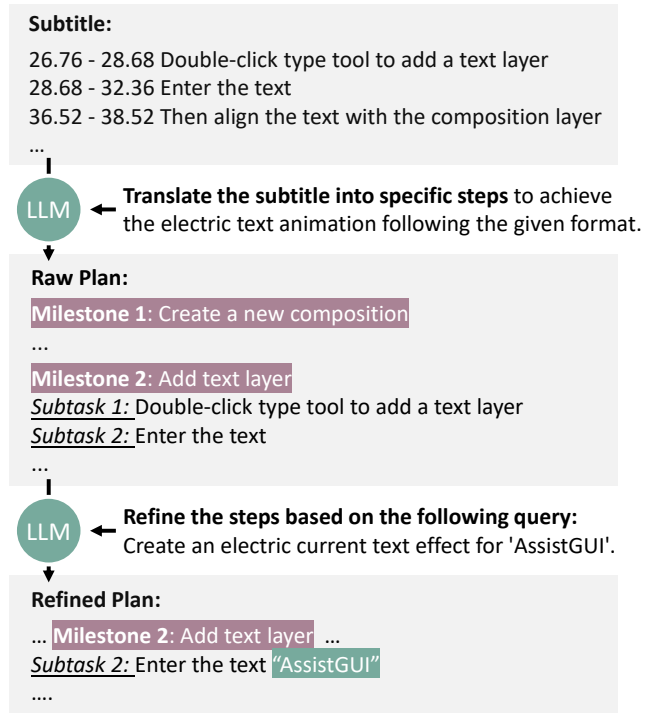 Subtitle:
26.76 - 28.68 Double-click type tool to add a text layer
28.68 - 32.36 Enter the text
36.52 - 38.52 Then align the text with the composition layer
...
LLM
Translate the subtitle into specific steps to achieve
the electric text animation following the given format.
Raw Plan:
Milestone 1: Create a new composition
...
Milestone 2: Add text layer
Subtask 1: Double-click type tool to add a text layer
Subtask 2: Enter the text
...
LLM
Refine the steps based on the following query:
Create an electric current text effect for 'AssistGUI'.
Refined Plan:
... Milestone 2: Add text layer ...
Subtask 2: Enter the text “AssistGUI”
....